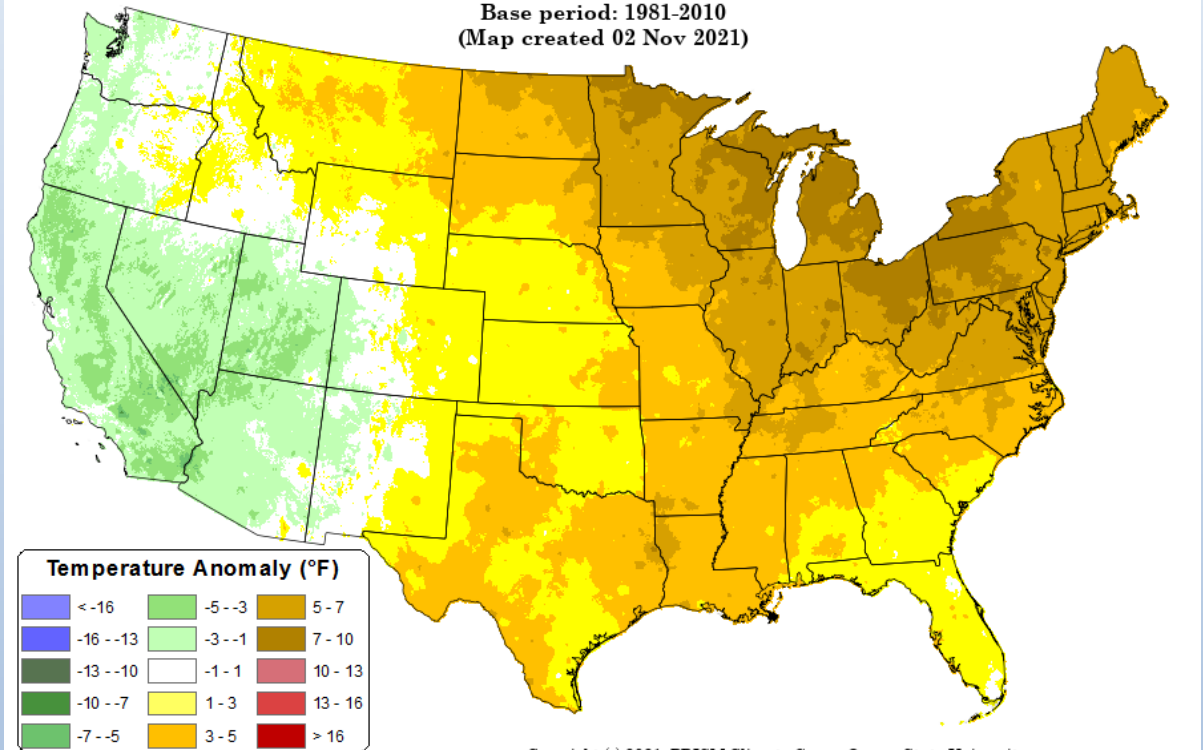 Base period: 1981-2010
(Map created 02 Nov 2021)
Temperature Anomaly (°F)
< -16
-5 - -3
5 - 7
-16 - -13
-3 - -1
7 - 10
-13 - -10
-1 - 1
10 - 13
-10 - -7
1 - 3
13 - 16
-7 - -5
3 - 5
> 16